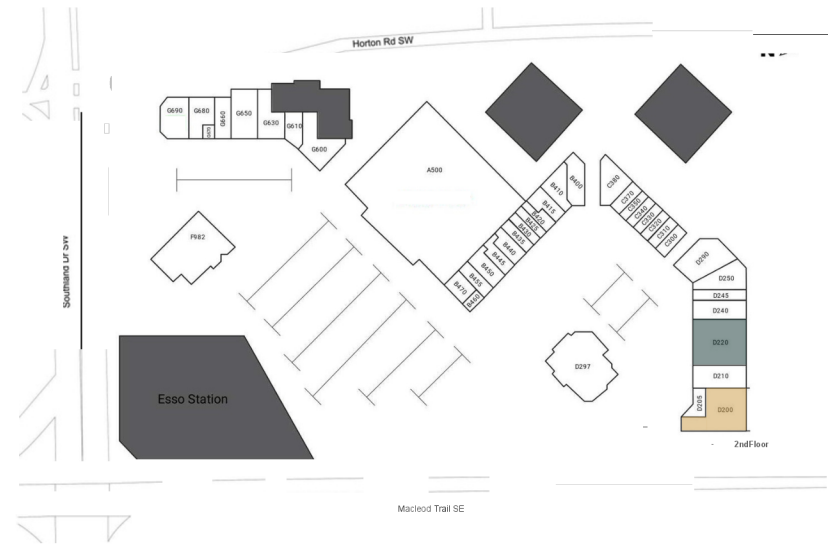 Horton Rd SW
G690
G680
G670
G660
G650
G630
G610
G600
A500
B400
B410
B415
B420
B425
B430
B435
B440
B445
B450
B455
B460
B470
C380
C370
C350
C340
C330
C310
C300
F982
Southland Dr SW
D290
D250
D245
D240
D220
D210
D205
D200
D297
Esso Station
2ndFloor
Macleod Trail SE